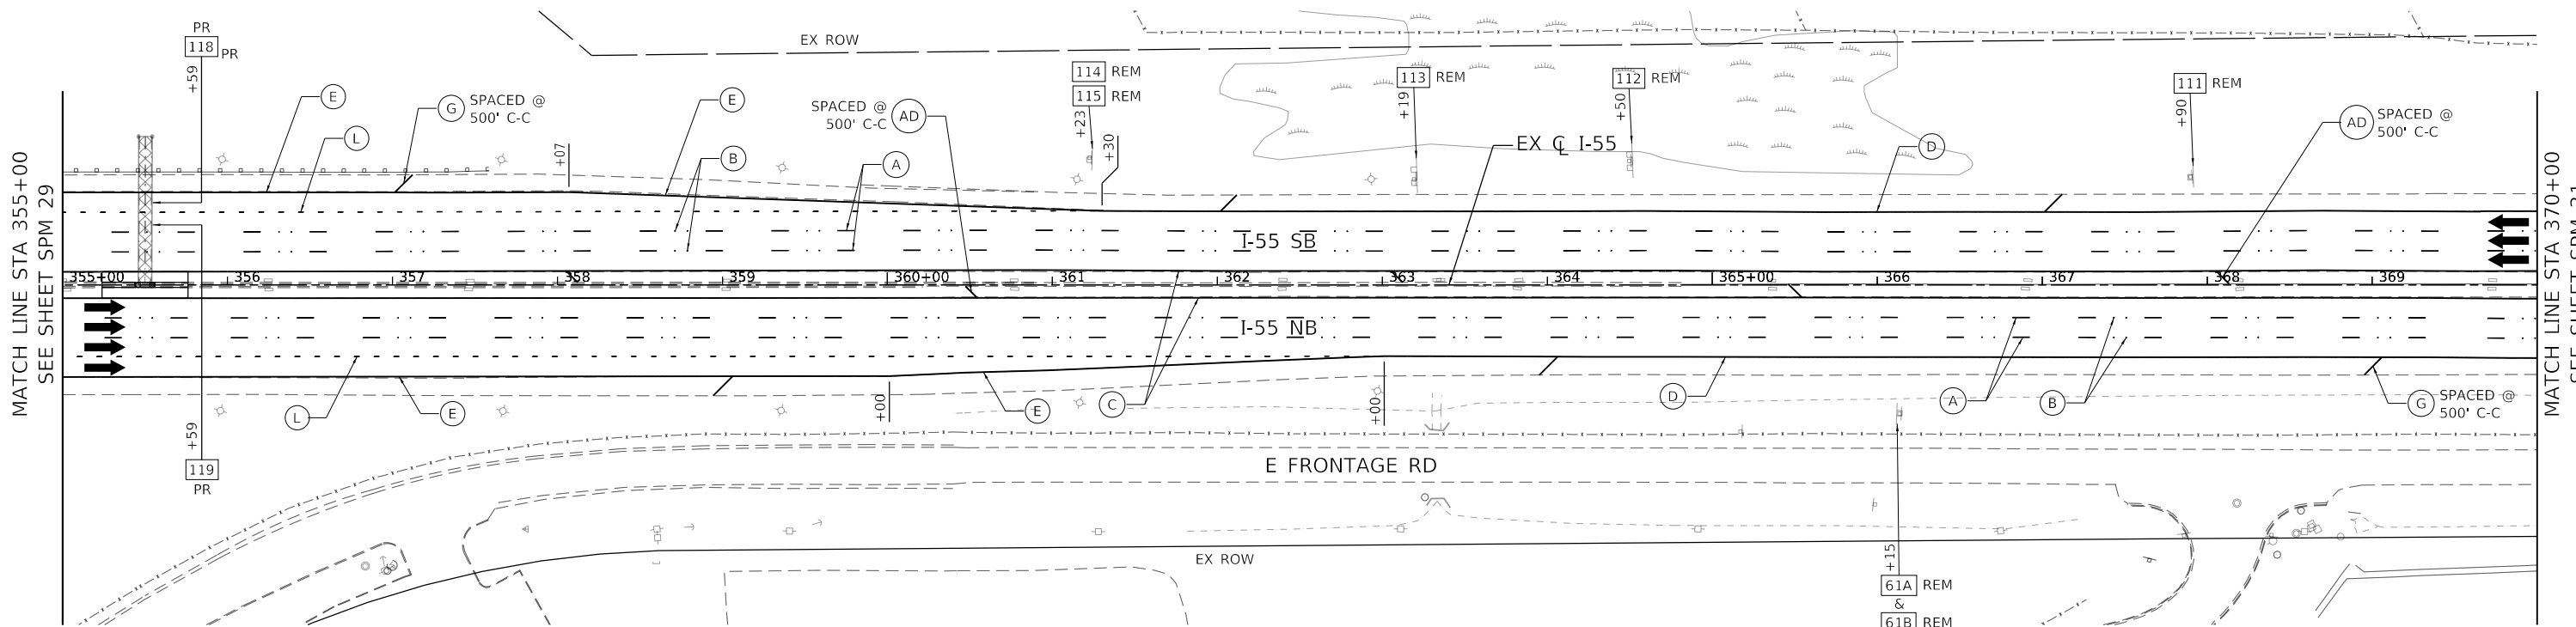 PR
118 PR
+59
EX ROW
E
L
G SPACED @
500' C-C
+07
E
B
A
SPACED @
500' C-C AD
114 REM
115 REM
+23
+30
113 REM
+19
112 REM
+50
EX CL I-55
D
111 REM
+90
AD SPACED @
500' C-C
MATCH LINE STA 355+00
SEE SHEET SPM 29
I-55 SB
355+00 356 357 358 359 360+00 361 362 363 364 365+00 366 367 368 369
I-55 NB
MATCH LINE STA 370+00
L
E
+00
E
C
+00
D
A
B
G SPACED @
500' C-C
+59
119
PR
E FRONTAGE RD
EX ROW
+15
61A REM
&
61B REM